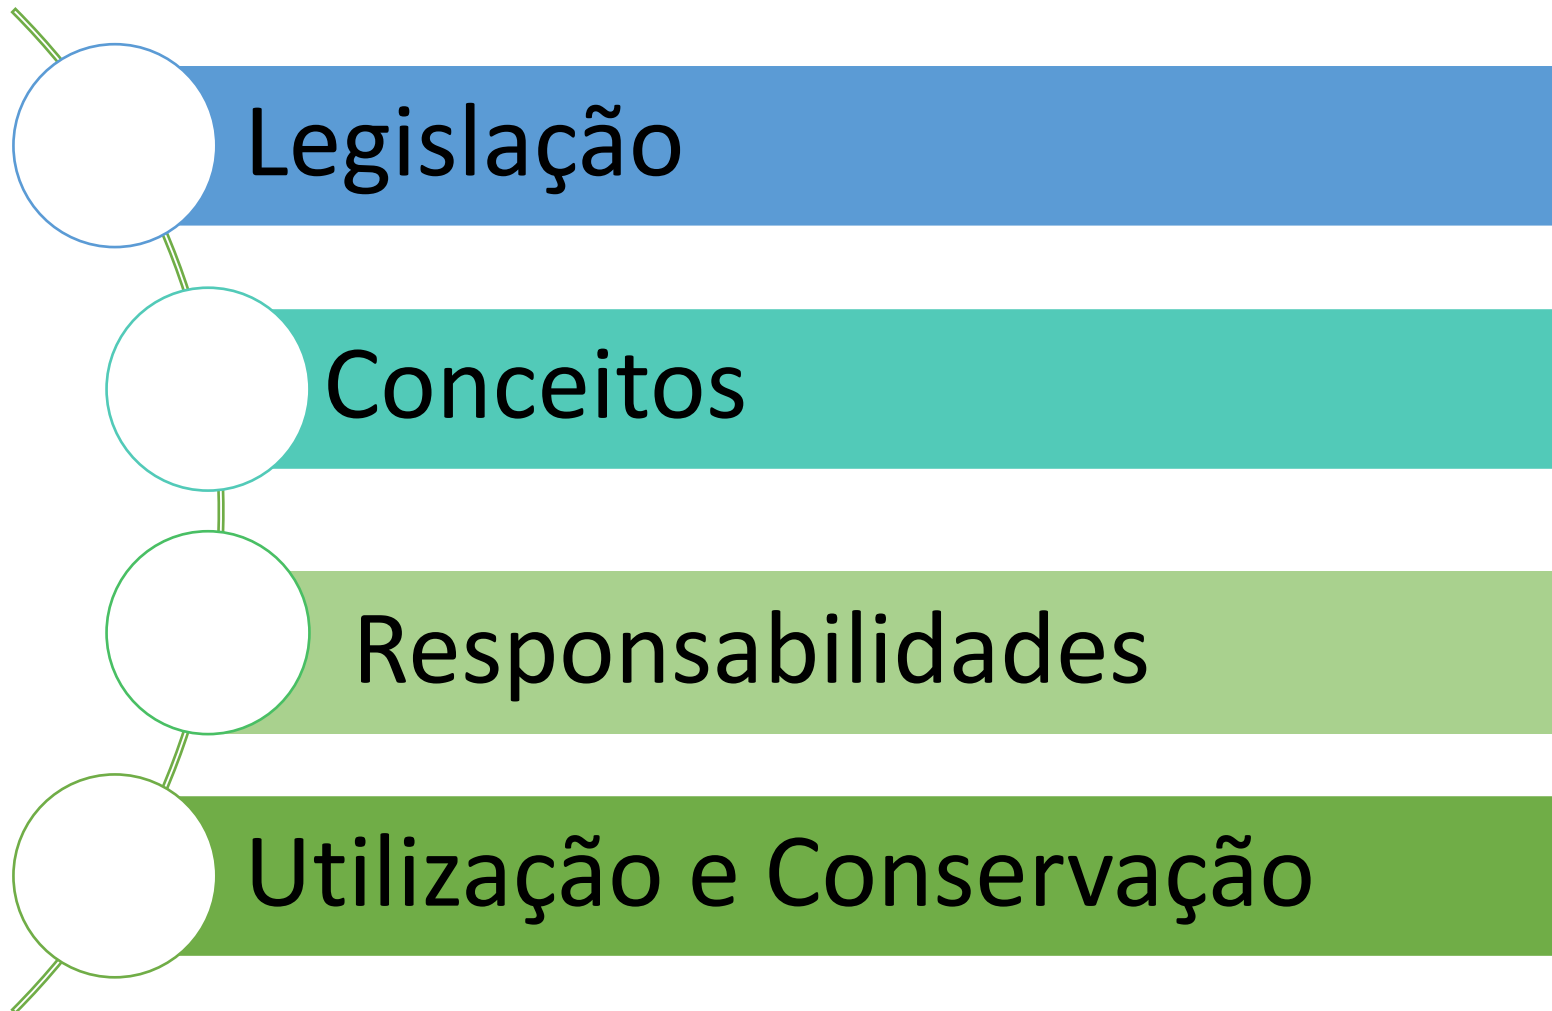 Legislação
Conceitos
Responsabilidades
Utilização e Conservação